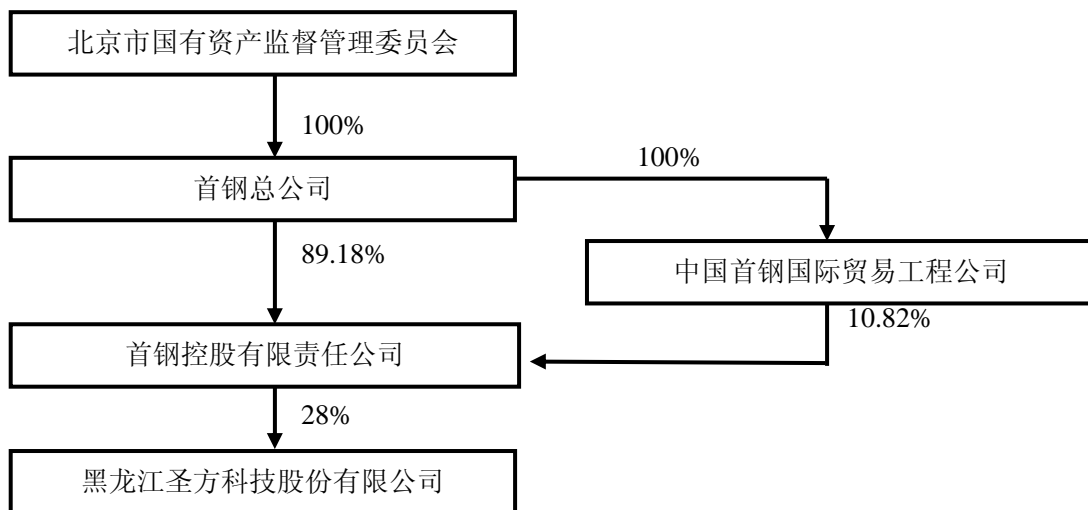 北京市国有资产监督管理委员会
100%
100%
首钢总公司
89.18%
中国首钢国际贸易工程公司
10.82%
首钢控股有限责任公司
28%
黑龙江圣方科技股份有限公司